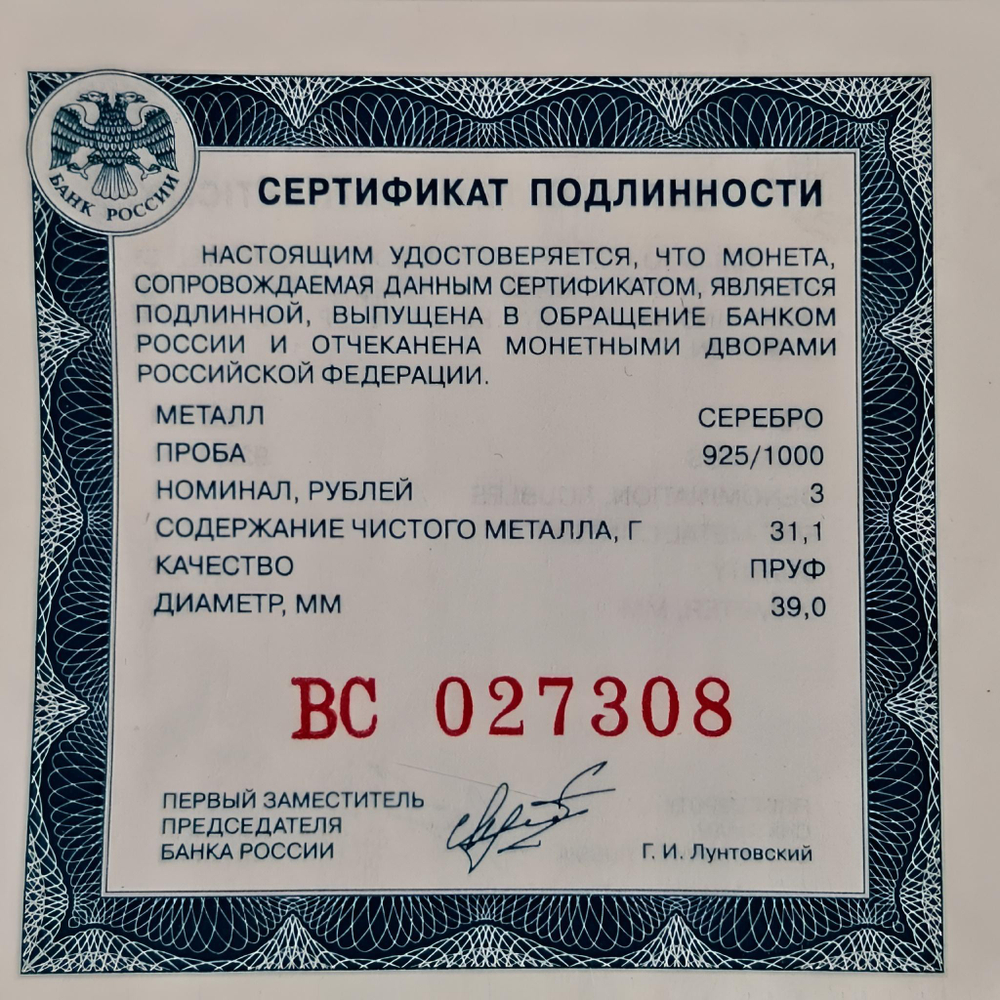 БАНК РОССИИ
СЕРТИФИКАТ ПОДЛИННОСТИ
НАСТОЯЩИМ УДОСТОВЕРЯЕТСЯ, ЧТО МОНЕТА,
СОПРОВОЖДАЕМАЯ ДАННЫМ СЕРТИФИКАТОМ, ЯВЛЯЕТСЯ
ПОДЛИННОЙ, ВЫПУЩЕНА В ОБРАЩЕНИЕ БАНКОМ
РОССИИ И ОТЧЕКАНЕНА МОНЕТНЫМИ ДВОРАМИ
РОССИЙСКОЙ ФЕДЕРАЦИИ.
МЕТАЛЛ СЕРЕБРО
ПРОБА 925/1000
НОМИНАЛ, РУБЛЕЙ 3
СОДЕРЖАНИЕ ЧИСТОГО МЕТАЛЛА, Г 31,1
КАЧЕСТВО ПРУФ
ДИАМЕТР, ММ 39,0
ВС 027308
ПЕРВЫЙ ЗАМЕСТИТЕЛЬ
ПРЕДСЕДАТЕЛЯ
БАНКА РОССИИ Г. И. Лунтовский